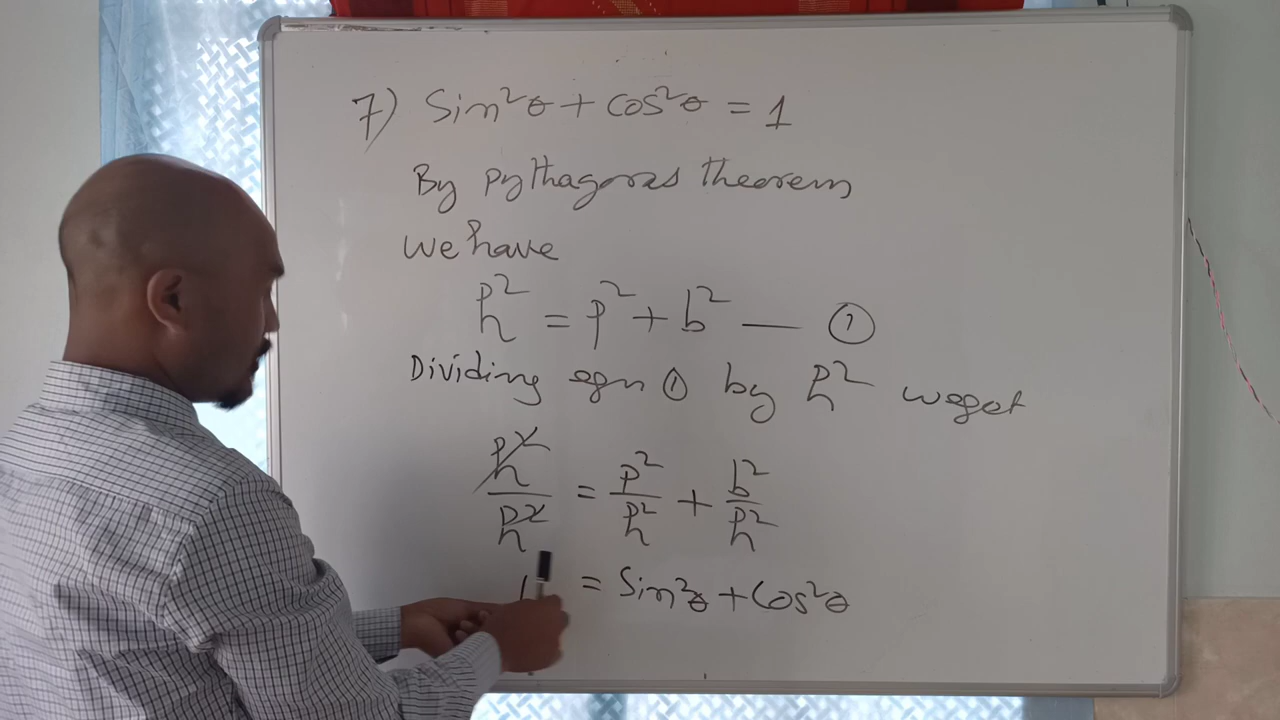 7) Sin²θ + Cos²θ = 1
By pythagoras theorem
we have
h² = p² + b² — ①
Dividing eqn ① by h² we get
h²/h² = p²/h² + b²/h²
1 = Sin²θ + Cos²θ